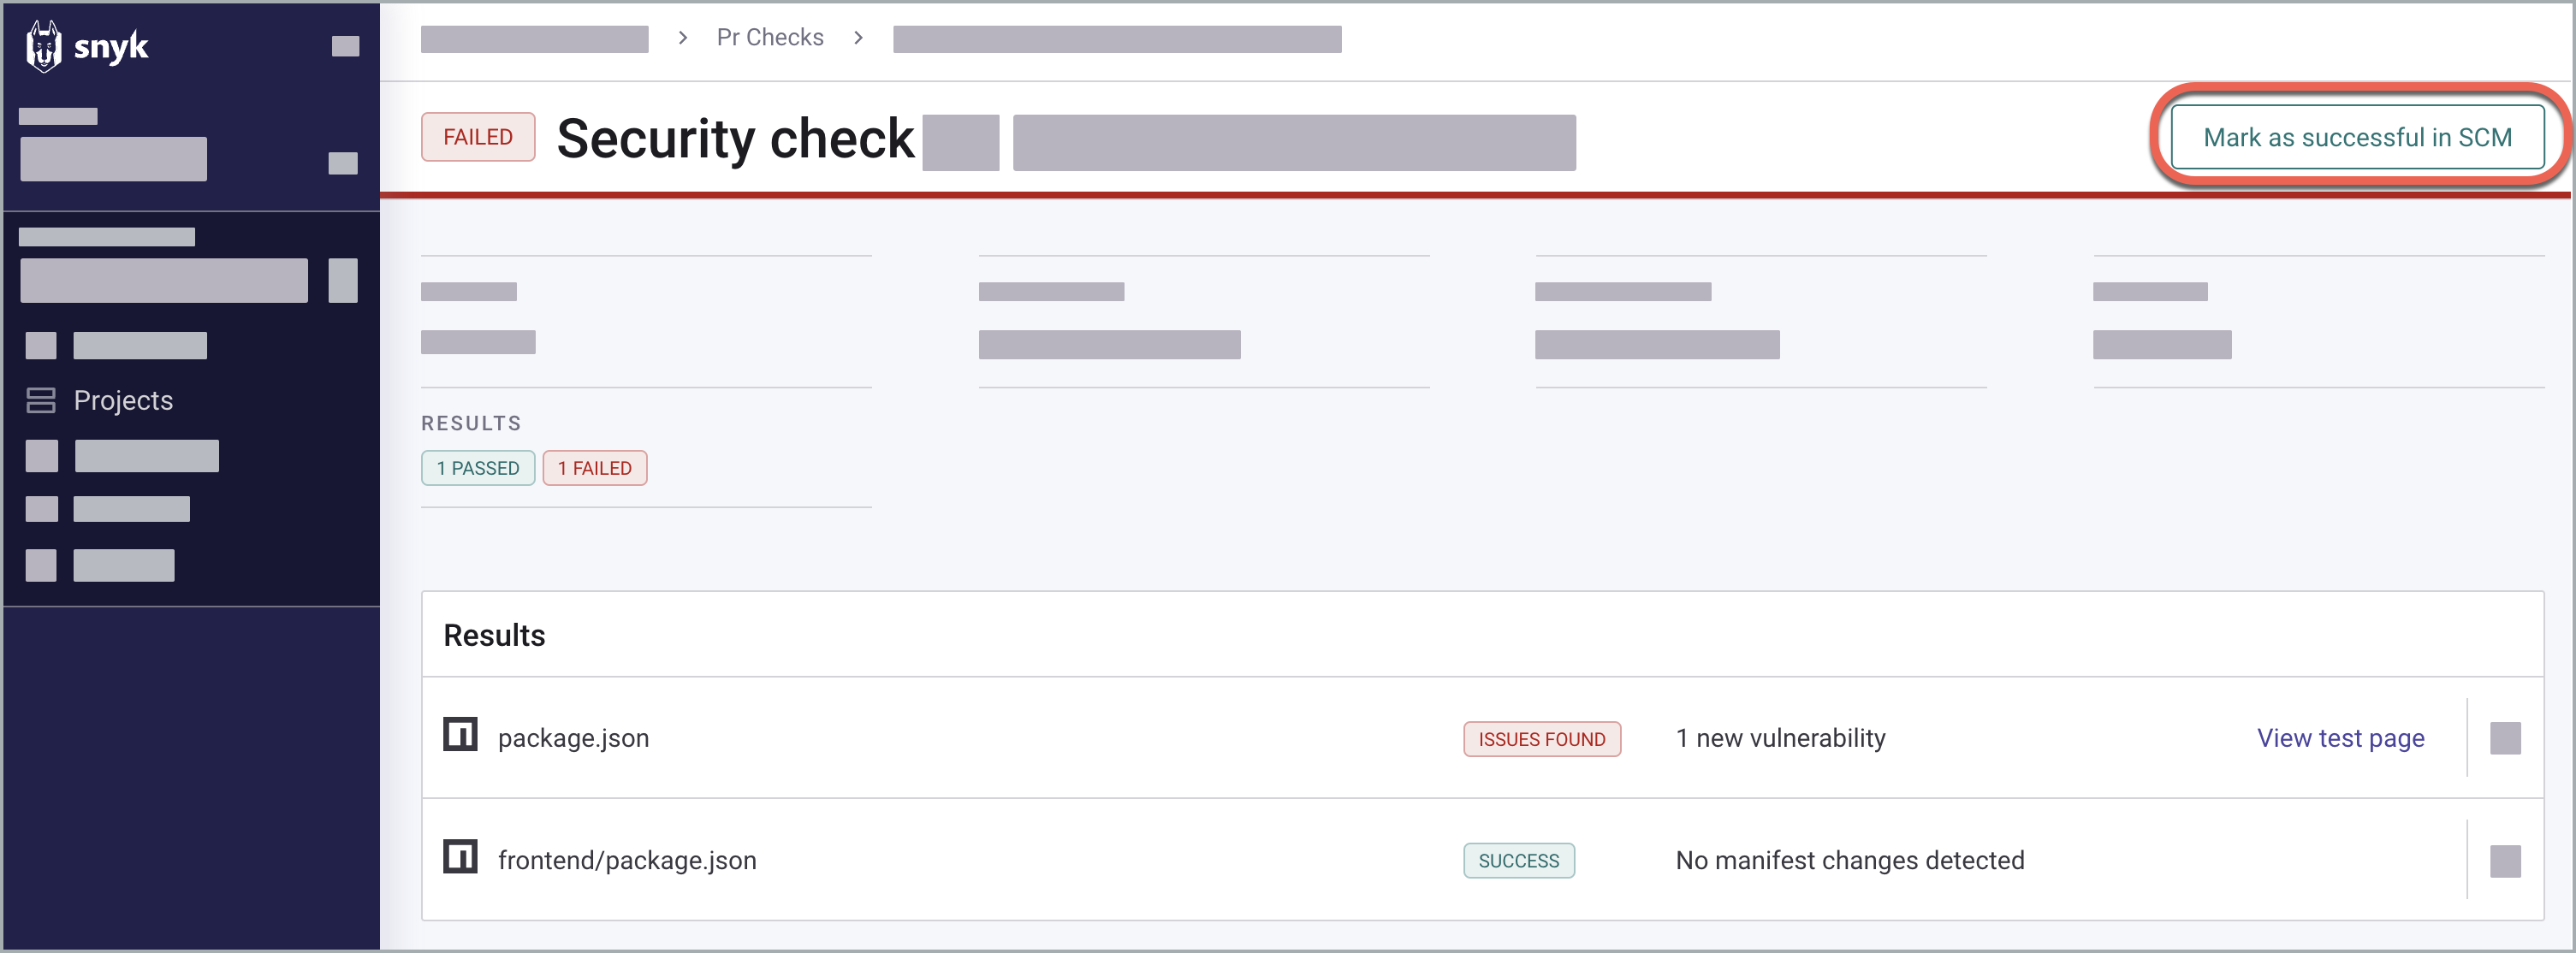 snyk
Projects
Pr Checks
FAILED Security check
Mark as successful in SCM
RESULTS
1 PASSED 1 FAILED
Results
package.json ISSUES FOUND 1 new vulnerability View test page
frontend/package.json SUCCESS No manifest changes detected